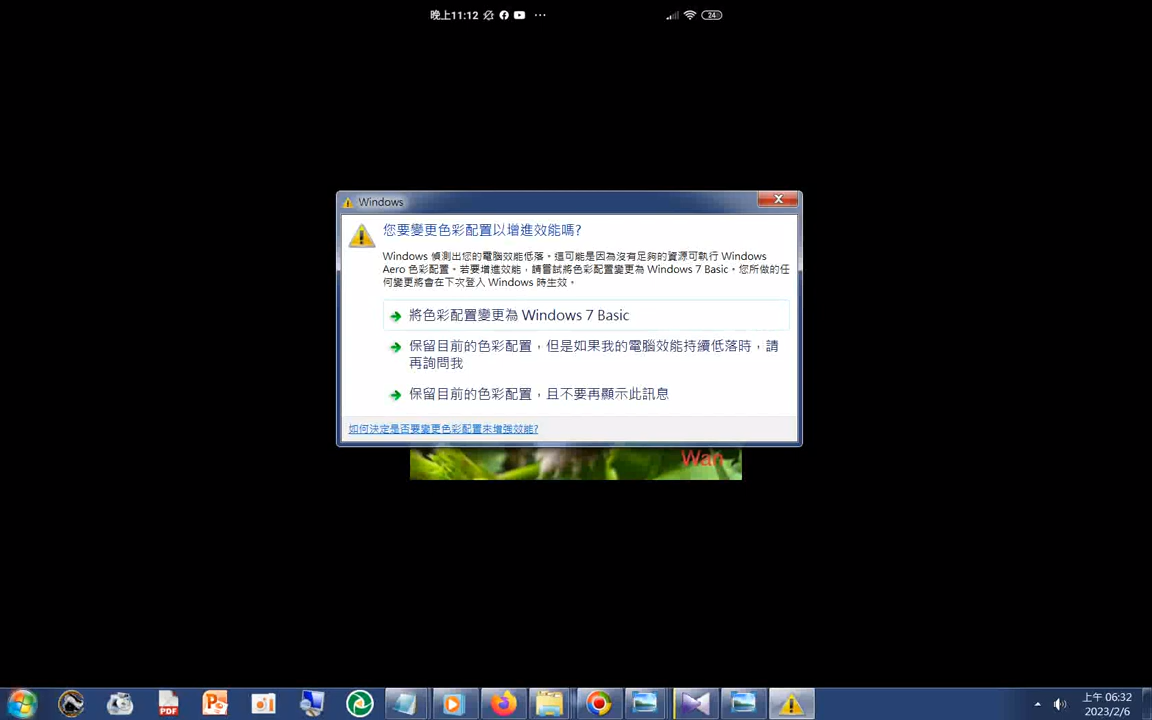 晚上11:12
24
Windows
您要變更色彩配置以增進效能嗎?
Windows 偵測出您的電腦效能低落。這可能是因為沒有足夠的資源可執行 Windows
Aero 色彩配置。若要增進效能，請嘗試將色彩配置變更為 Windows 7 Basic。您所做的任
何變更將會在下次登入 Windows 時生效。
將色彩配置變更為 Windows 7 Basic
保留目前的色彩配置，但是如果我的電腦效能持續低落時，請
再詢問我
保留目前的色彩配置，且不要再顯示此訊息
如何決定是否要變更色彩配置來增強效能?
Wan
PDF
上午 06:32
2023/2/6